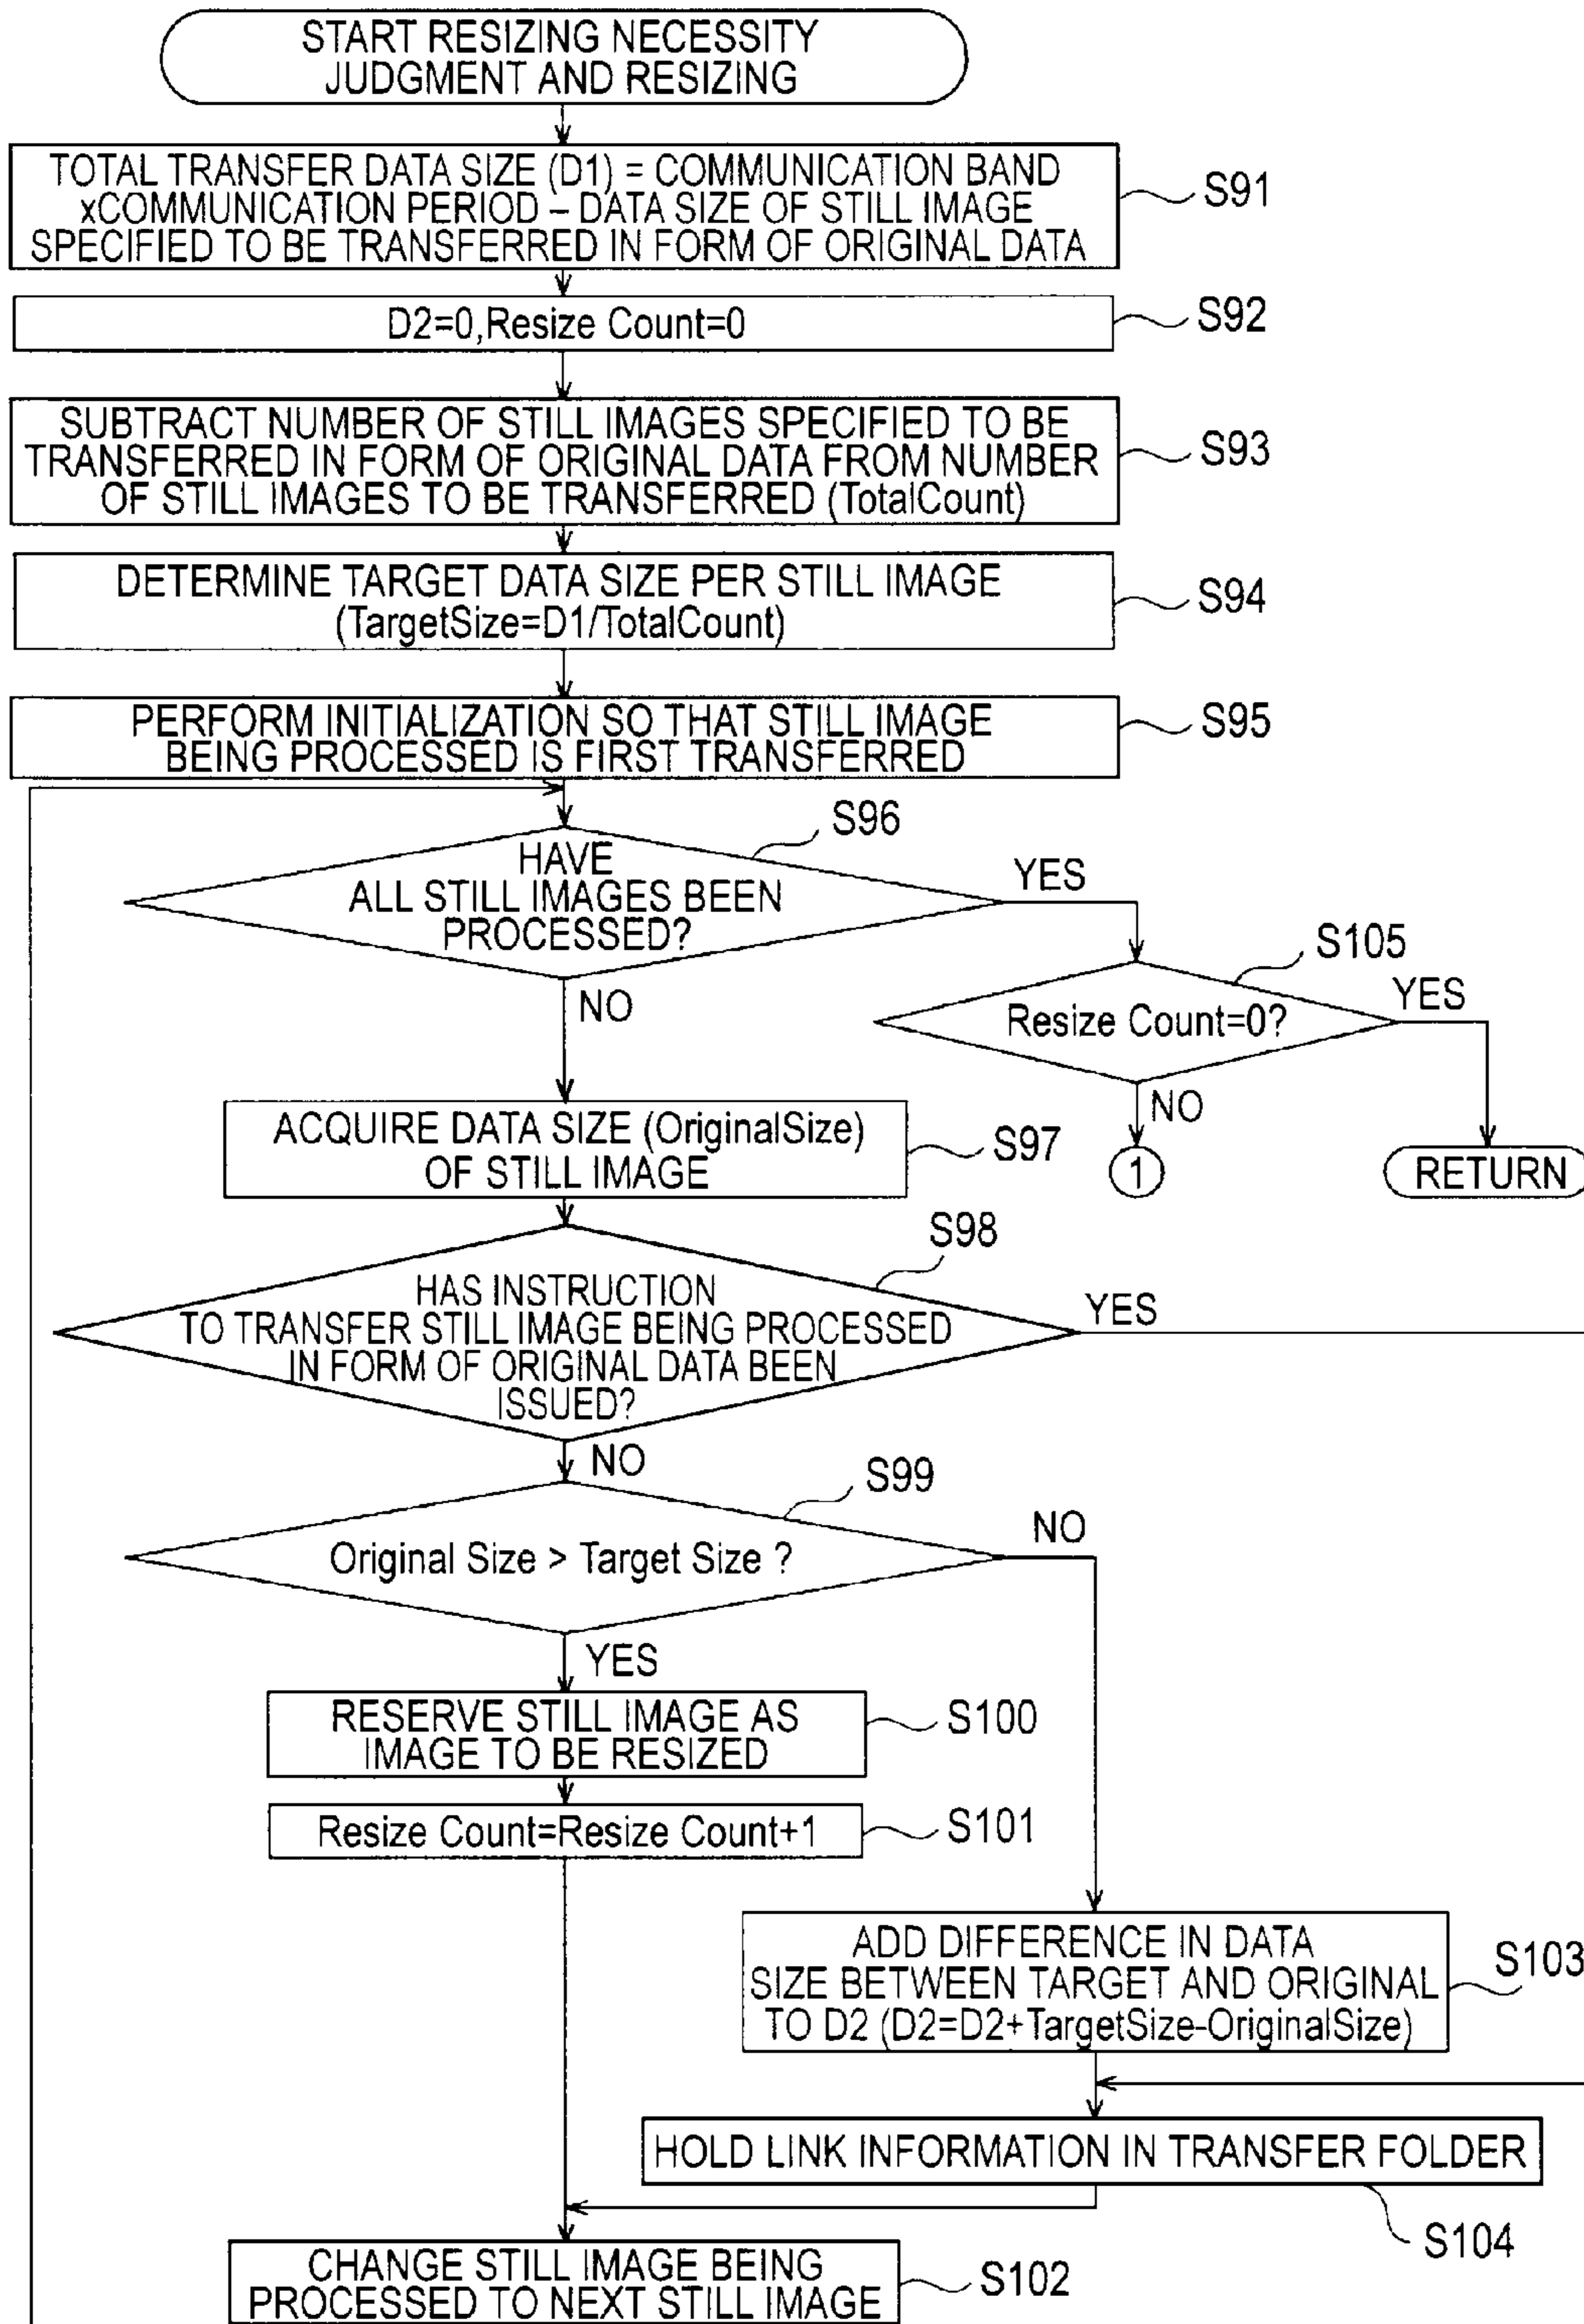 START RESIZING NECESSITY
JUDGMENT AND RESIZING
TOTAL TRANSFER DATA SIZE (D1) = COMMUNICATION BAND
xCOMMUNICATION PERIOD – DATA SIZE OF STILL IMAGE
SPECIFIED TO BE TRANSFERRED IN FORM OF ORIGINAL DATA
S91
D2=0,Resize Count=0
S92
SUBTRACT NUMBER OF STILL IMAGES SPECIFIED TO BE
TRANSFERRED IN FORM OF ORIGINAL DATA FROM NUMBER
OF STILL IMAGES TO BE TRANSFERRED (TotalCount)
S93
DETERMINE TARGET DATA SIZE PER STILL IMAGE
(TargetSize=D1/TotalCount)
S94
PERFORM INITIALIZATION SO THAT STILL IMAGE
BEING PROCESSED IS FIRST TRANSFERRED
S95
S96
HAVE
ALL STILL IMAGES BEEN
PROCESSED?
YES
NO
S105
Resize Count=0?
YES
NO
1
RETURN
ACQUIRE DATA SIZE (OriginalSize)
OF STILL IMAGE
S97
S98
HAS INSTRUCTION
TO TRANSFER STILL IMAGE BEING PROCESSED
IN FORM OF ORIGINAL DATA BEEN
ISSUED?
YES
NO
S99
Original Size > Target Size ?
NO
YES
RESERVE STILL IMAGE AS
IMAGE TO BE RESIZED
S100
Resize Count=Resize Count+1
S101
ADD DIFFERENCE IN DATA
SIZE BETWEEN TARGET AND ORIGINAL
TO D2 (D2=D2+TargetSize-OriginalSize)
S103
HOLD LINK INFORMATION IN TRANSFER FOLDER
S104
CHANGE STILL IMAGE BEING
PROCESSED TO NEXT STILL IMAGE
S102